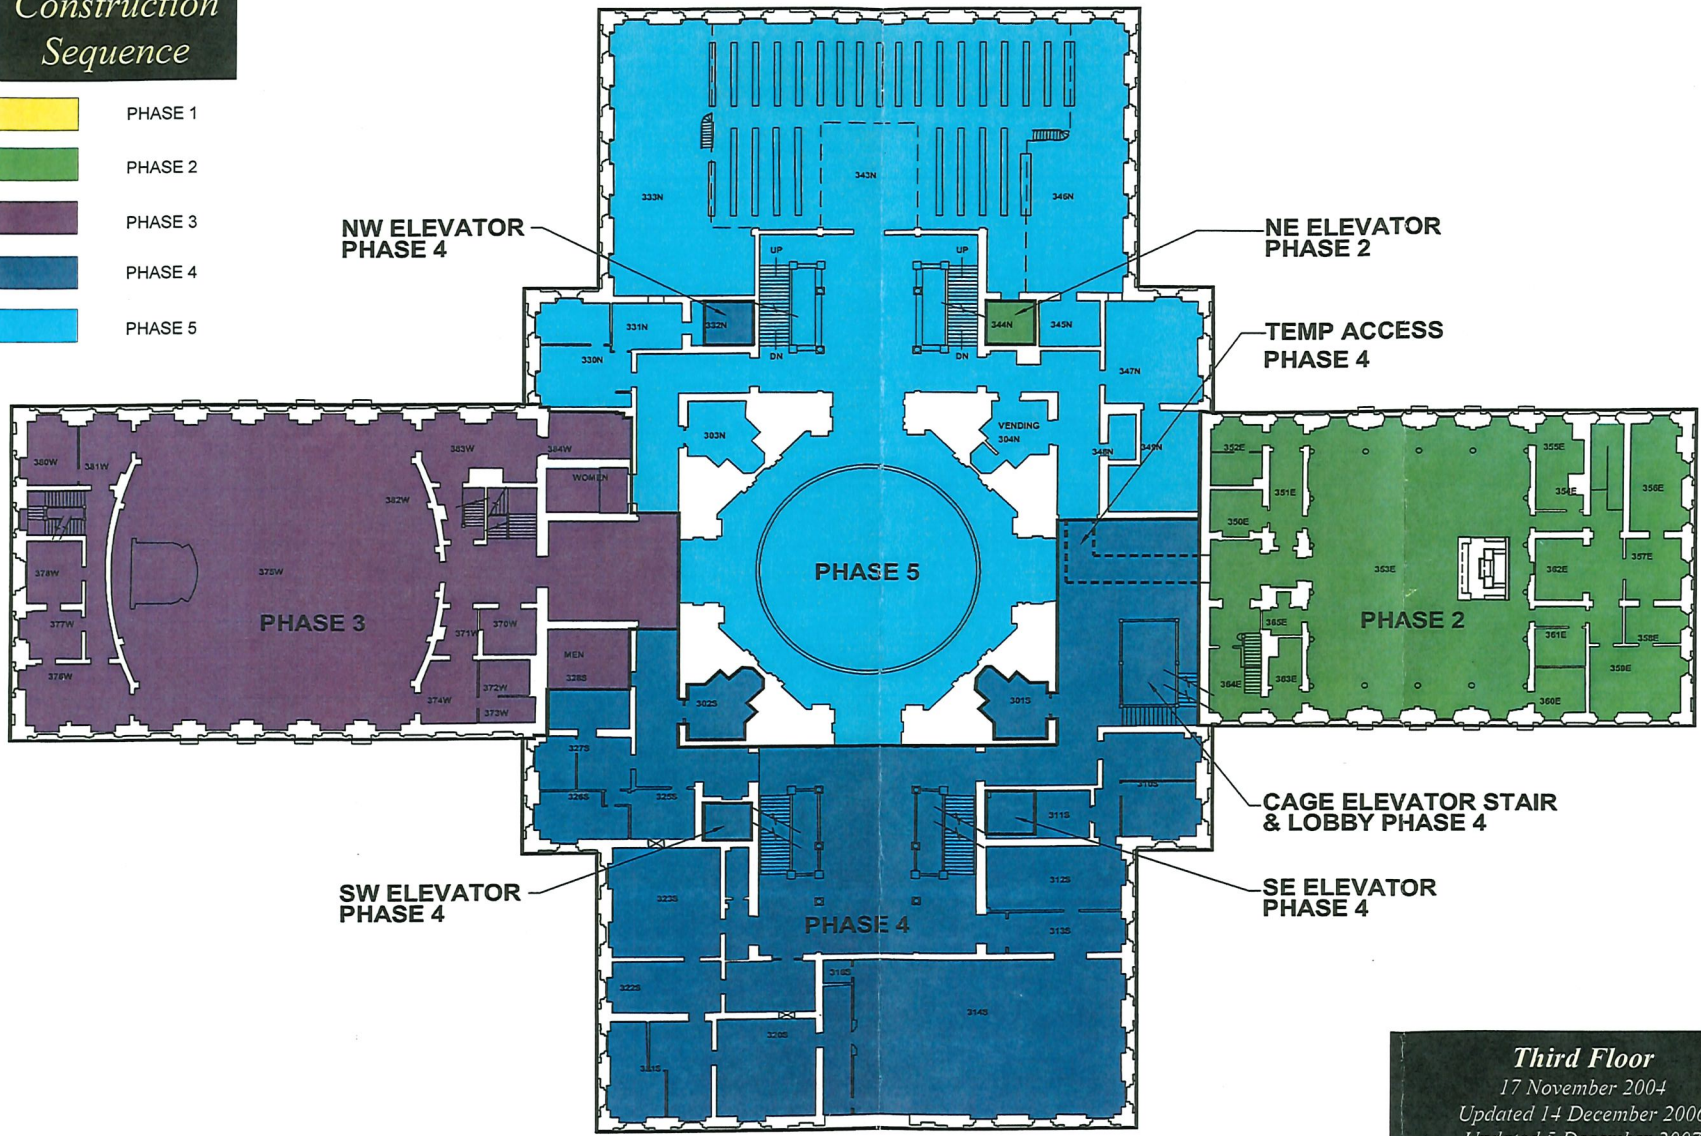 Construction
Sequence
PHASE 1
PHASE 2
PHASE 3
PHASE 4
PHASE 5
NW ELEVATOR
PHASE 4
NE ELEVATOR
PHASE 2
TEMP ACCESS
PHASE 4
CAGE ELEVATOR STAIR
& LOBBY PHASE 4
SE ELEVATOR
PHASE 4
SW ELEVATOR
PHASE 4
333N
343N
346N
UP
UP
331N
332N
344N
345N
330N
DN
DN
347N
303N
VENDING
304N
348N
349N
380W
381W
383W
384W
382W
WOMEN
352E
351E
350E
355E
354E
356E
378W
375W
PHASE 3
377W
376W
371W
370W
372W
373W
374W
MEN
328S
PHASE 5
353E
PHASE 2
362E
357E
365E
361E
358E
364E
363E
360E
359E
302S
301S
327S
326S
325S
310S
311S
323S
312S
PHASE 4
313S
322S
316S
314S
320S
321S
Third Floor
17 November 2004
Updated 14 December 2006